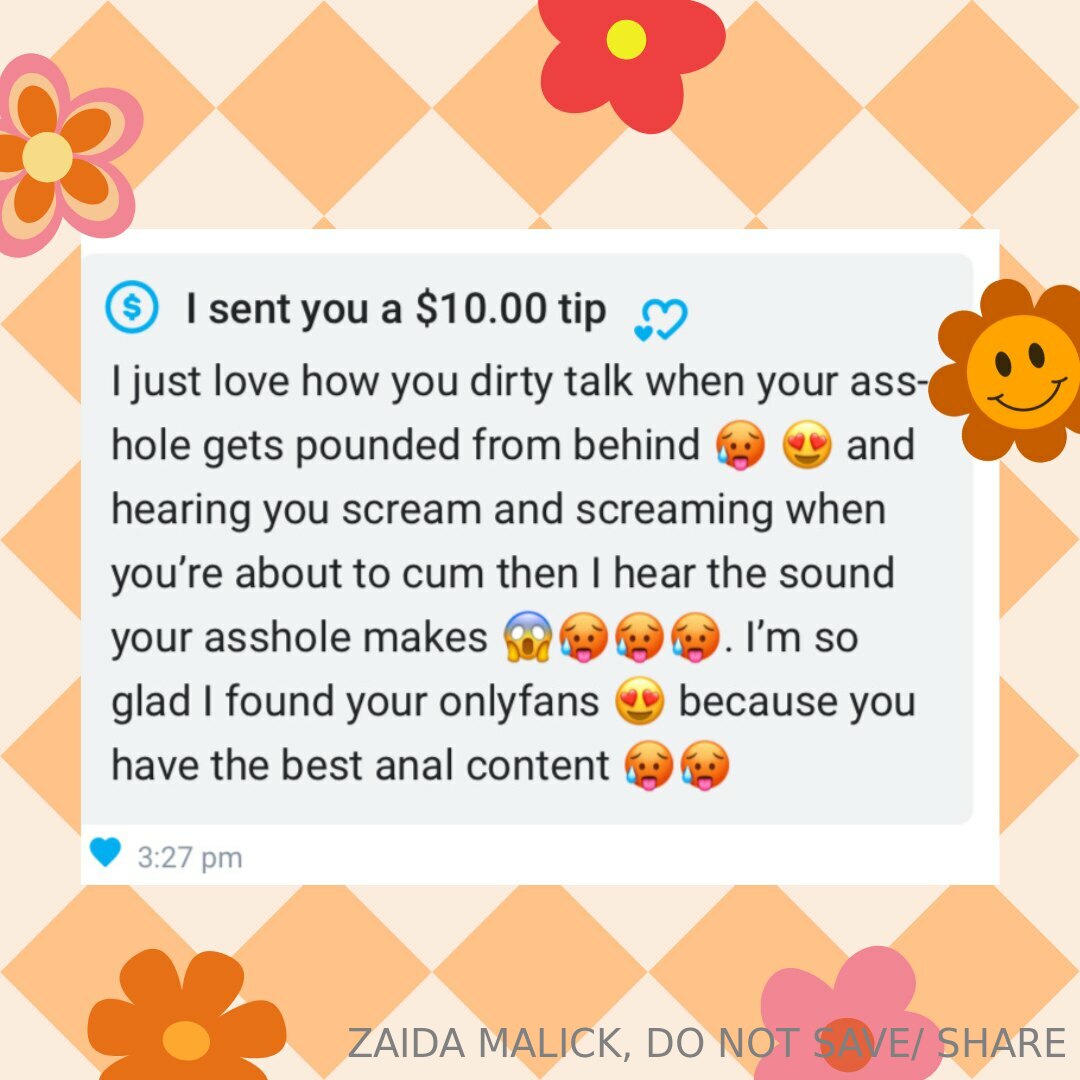 $ I sent you a $10.00 tip
I just love how you dirty talk when your ass-
hole gets pounded from behind 🥵 😍 and
hearing you scream and screaming when
you’re about to cum then I hear the sound
your asshole makes 😱🥵🥵🥵. I’m so
glad I found your onlyfans 😍 because you
have the best anal content 🥵🥵
3:27 pm
ZAIDA MALICK, DO NOT SAVE/ SHARE